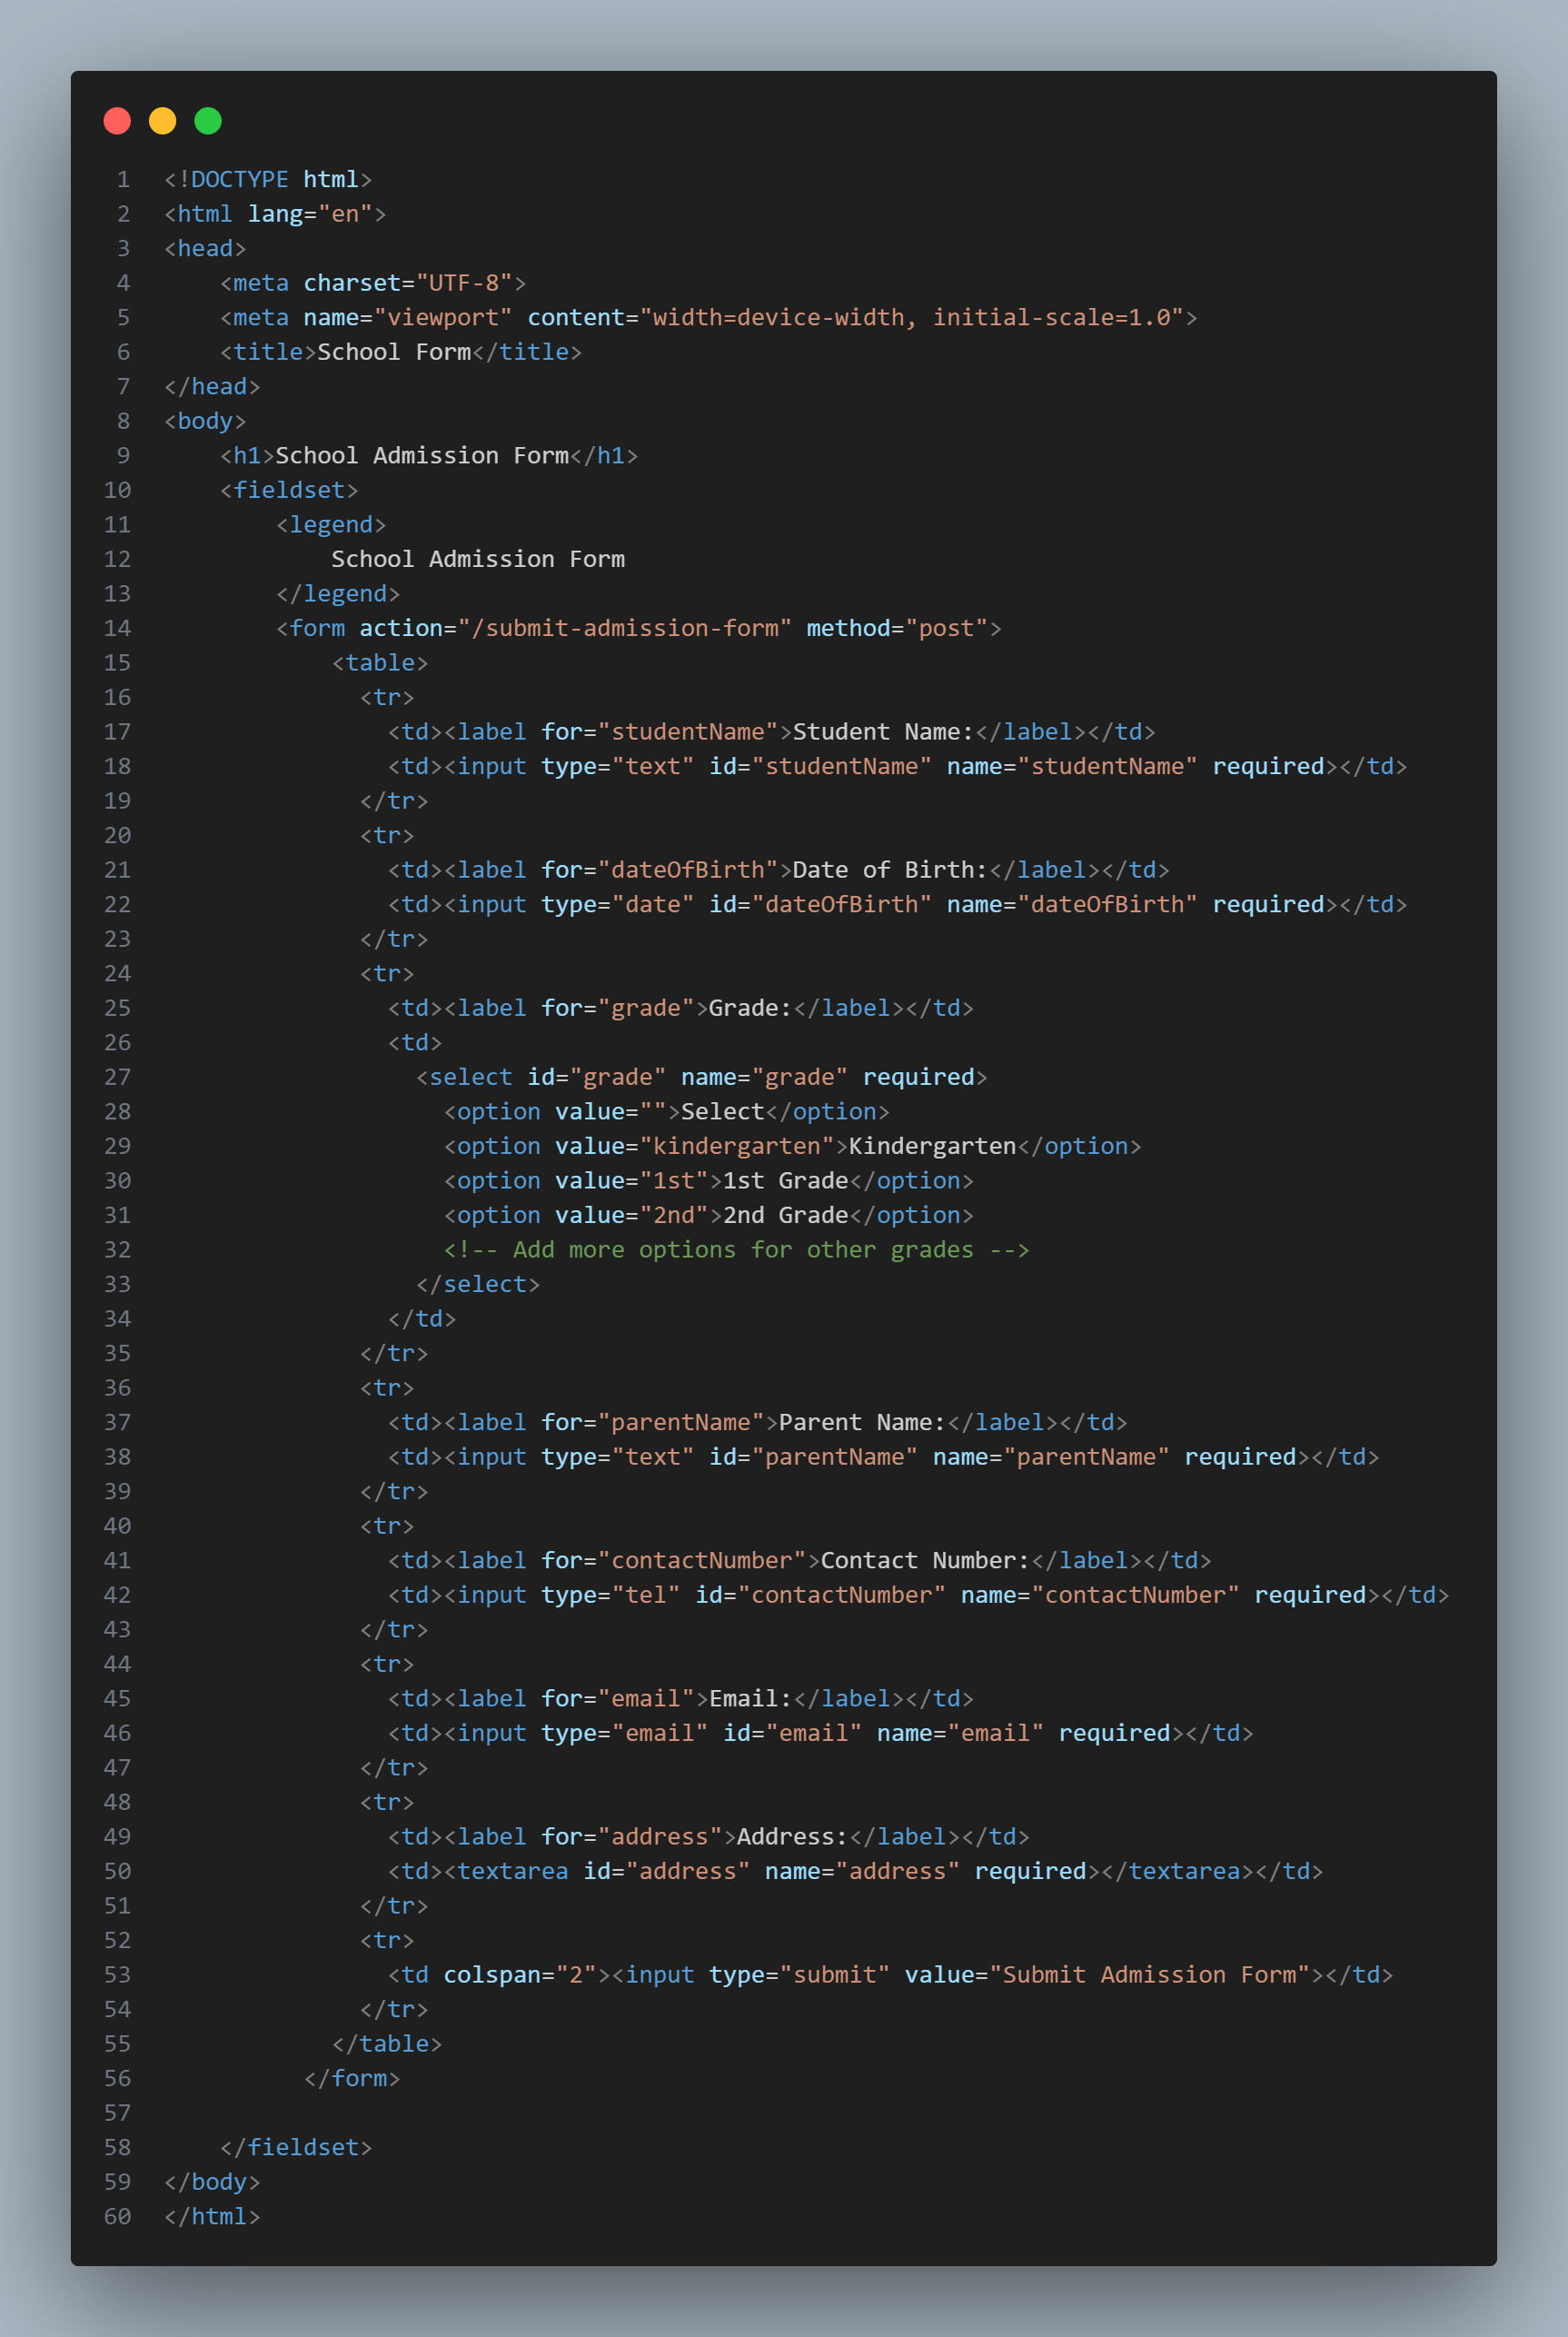 1 <!DOCTYPE html>
2 <html lang="en">
3 <head>
4     <meta charset="UTF-8">
5     <meta name="viewport" content="width=device-width, initial-scale=1.0">
6     <title>School Form</title>
7 </head>
8 <body>
9     <h1>School Admission Form</h1>
10     <fieldset>
11         <legend>
12             School Admission Form
13         </legend>
14         <form action="/submit-admission-form" method="post">
15             <table>
16               <tr>
17                 <td><label for="studentName">Student Name:</label></td>
18                 <td><input type="text" id="studentName" name="studentName" required></td>
19               </tr>
20               <tr>
21                 <td><label for="dateOfBirth">Date of Birth:</label></td>
22                 <td><input type="date" id="dateOfBirth" name="dateOfBirth" required></td>
23               </tr>
24               <tr>
25                 <td><label for="grade">Grade:</label></td>
26                 <td>
27                   <select id="grade" name="grade" required>
28                     <option value="">Select</option>
29                     <option value="kindergarten">Kindergarten</option>
30                     <option value="1st">1st Grade</option>
31                     <option value="2nd">2nd Grade</option>
32                     <!-- Add more options for other grades -->
33                   </select>
34                 </td>
35               </tr>
36               <tr>
37                 <td><label for="parentName">Parent Name:</label></td>
38                 <td><input type="text" id="parentName" name="parentName" required></td>
39               </tr>
40               <tr>
41                 <td><label for="contactNumber">Contact Number:</label></td>
42                 <td><input type="tel" id="contactNumber" name="contactNumber" required></td>
43               </tr>
44               <tr>
45                 <td><label for="email">Email:</label></td>
46                 <td><input type="email" id="email" name="email" required></td>
47               </tr>
48               <tr>
49                 <td><label for="address">Address:</label></td>
50                 <td><textarea id="address" name="address" required></textarea></td>
51               </tr>
52               <tr>
53                 <td colspan="2"><input type="submit" value="Submit Admission Form"></td>
54               </tr>
55             </table>
56           </form>
57
58     </fieldset>
59 </body>
60 </html>